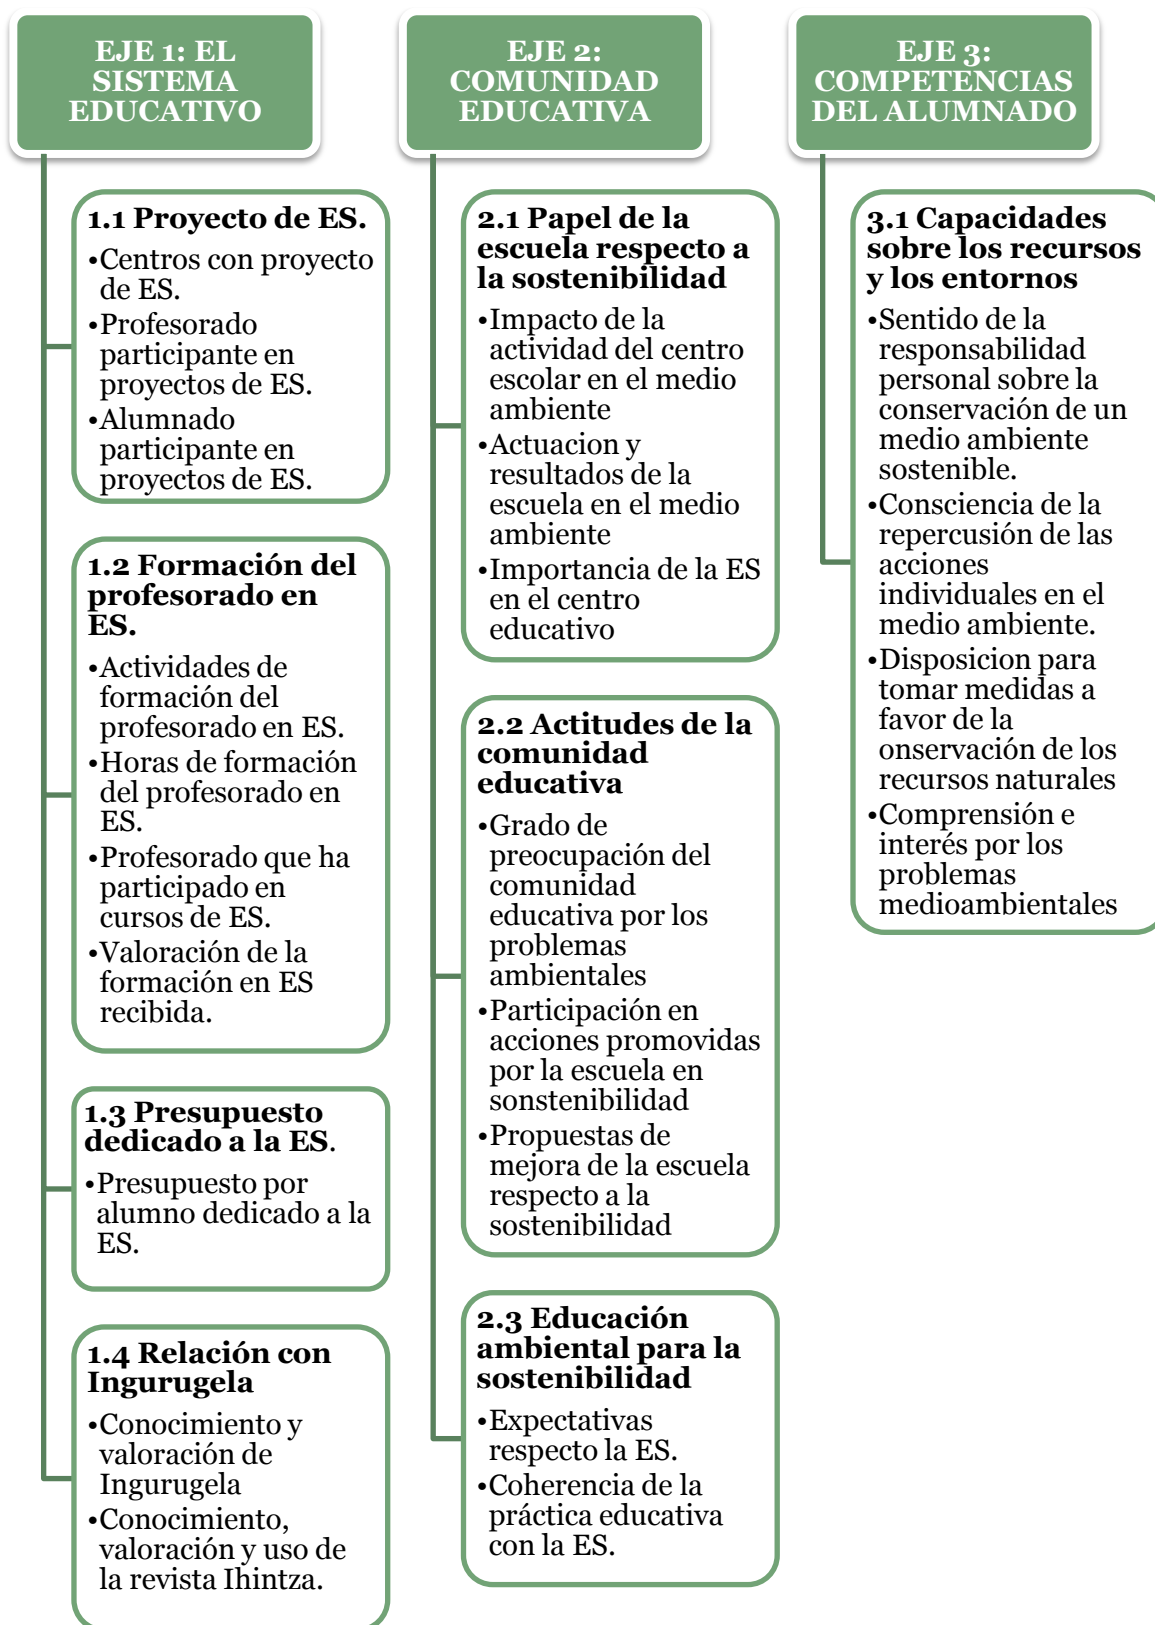 EJE 1: EL
SISTEMA
EDUCATIVO
1.1 Proyecto de ES.
•Centros con proyecto
de ES.
•Profesorado
participante en
proyectos de ES.
•Alumnado
participante en
proyectos de ES.
1.2 Formación del
profesorado en
ES.
•Actividades de
formación del
profesorado en ES.
•Horas de formación
del profesorado en
ES.
•Profesorado que ha
participado en
cursos de ES.
•Valoración de la
formación en ES
recibida.
1.3 Presupuesto
dedicado a la ES.
•Presupuesto por
alumno dedicado a la
ES.
1.4 Relación con
Ingurugela
•Conocimiento y
valoración de
Ingurugela
•Conocimiento,
valoración y uso de
la revista Ihintza.
EJE 2:
COMUNIDAD
EDUCATIVA
2.1 Papel de la
escuela respecto a
la sostenibilidad
•Impacto de la
actividad del centro
escolar en el medio
ambiente
•Actuacion y
resultados de la
escuela en el medio
ambiente
•Importancia de la ES
en el centro
educativo
2.2 Actitudes de la
comunidad
educativa
•Grado de
preocupación del
comunidad
educativa por los
problemas
ambientales
•Participación en
acciones promovidas
por la escuela en
sonstenibilidad
•Propuestas de
mejora de la escuela
respecto a la
sostenibilidad
2.3 Educación
ambiental para la
sostenibilidad
•Expectativas
respecto la ES.
•Coherencia de la
práctica educativa
con la ES.
EJE 3:
COMPETENCIAS
DEL ALUMNADO
3.1 Capacidades
sobre los recursos
y los entornos
•Sentido de la
responsabilidad
personal sobre la
conservación de un
medio ambiente
sostenible.
•Consciencia de la
repercusión de las
acciones
individuales en el
medio ambiente.
•Disposicion para
tomar medidas a
favor de la
onservación de los
recursos naturales
•Comprensión e
interés por los
problemas
medioambientales